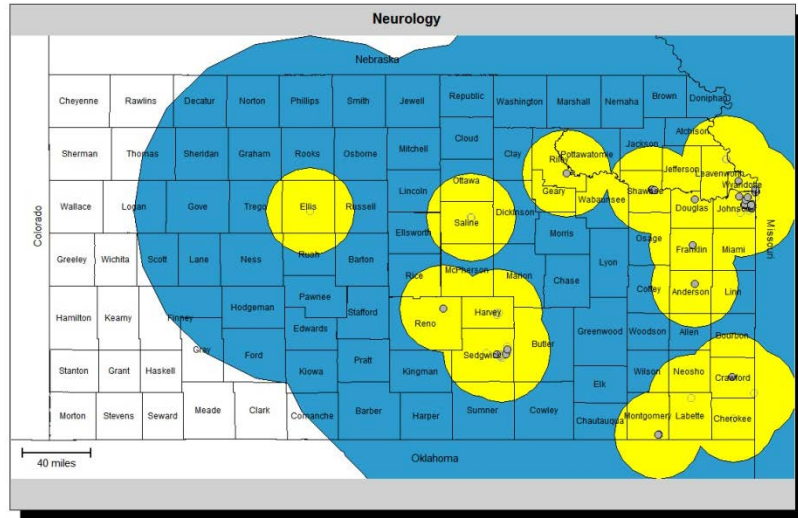 Neurology
Nebraska
Cheyenne Rawlins Decatur Norton Phillips Smith Jewell Republic Washington Marshall Nemaha Brown Doniphan
Atchison
Sherman Thomas Sheridan Graham Rooks Osborne Mitchell Cloud Clay Riley Pottawatomie Jackson Jefferson Leavenworth Wyandotte
Lincoln Ottawa Geary Wabaunsee Shawnee Douglas Johnson
Colorado Wallace Logan Gove Trego Ellis Russell Saline Dickinson Missouri
Ellsworth Morris Osage Franklin Miami
Greeley Wichita Scott Lane Ness Rush Barton Rice McPherson Marion Chase Lyon Coffey Anderson Linn
Pawnee
Hamilton Kearny Finney Hodgeman Edwards Stafford Reno Harvey Greenwood Woodson Allen Bourbon
Gray Ford Pratt Sedgwick Butler
Stanton Grant Haskell Kiowa Kingman Elk Wilson Neosho Crawford
Morton Stevens Seward Meade Clark Comanche Barber Harper Sumner Cowley Chautauqua Montgomery Labette Cherokee
40 miles
Oklahoma